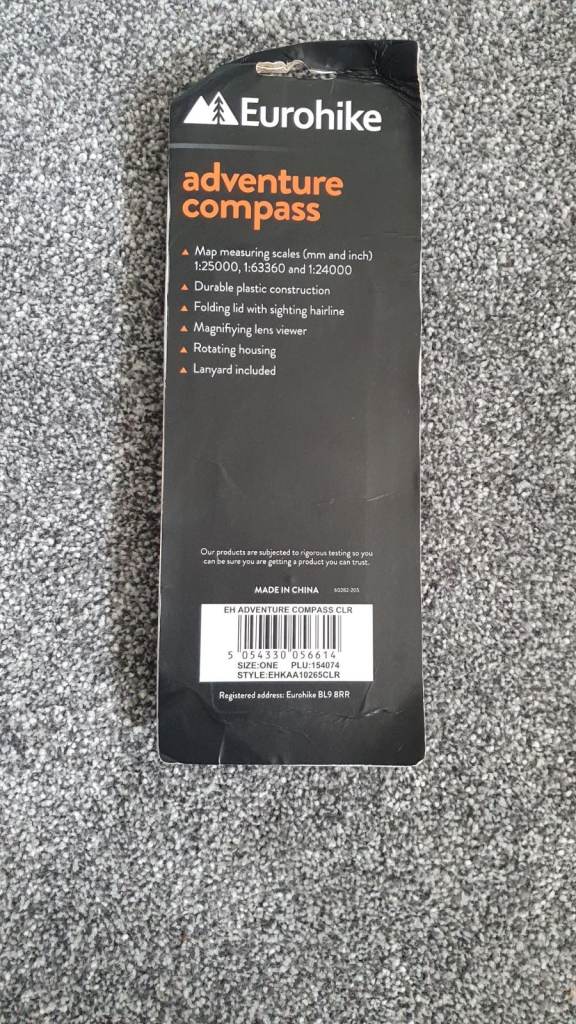 Eurohike
adventure
compass
Map measuring scales (mm and inch)
1:25000, 1:63360 and 1:24000
Durable plastic construction
Folding lid with sighting hairline
Magnifiying lens viewer
Rotating housing
Lanyard included
Our products are subjected to rigorous testing so you
can be sure you are getting a product you can trust.
MADE IN CHINA 60262-205
EH ADVENTURE COMPASS CLR
5 054330 056614
SIZE:ONE PLU:154074
STYLE:EHKAA10265CLR
Registered address: Eurohike BL9 8RR